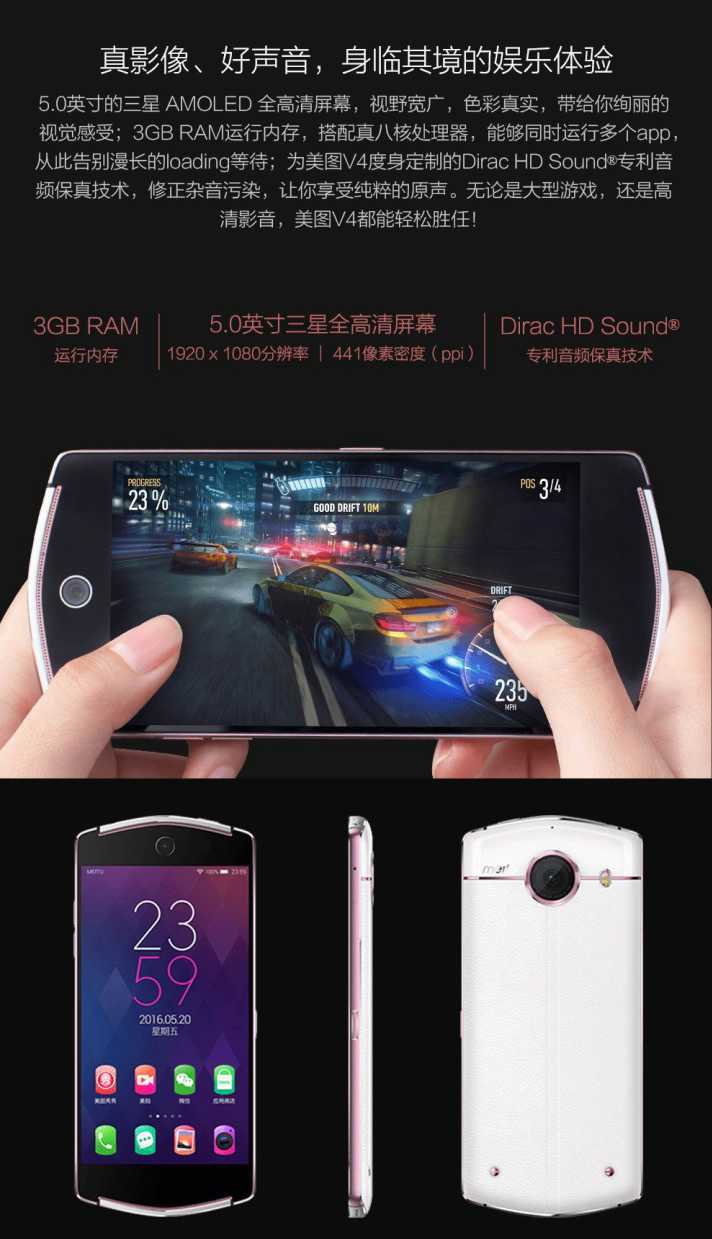 真影像、好声音，身临其境的娱乐体验
5.0英寸的三星 AMOLED 全高清屏幕，视野宽广，色彩真实，带给你绚丽的
视觉感受；3GB RAM运行内存，搭配真八核处理器，能够同时运行多个app，
从此告别漫长的loading等待；为美图V4度身定制的Dirac HD Sound®专利音
频保真技术，修正杂音污染，让你享受纯粹的原声。无论是大型游戏，还是高
清影音，美图V4都能轻松胜任！
3GB RAM
运行内存
5.0英寸三星全高清屏幕
1920 x 1080分辨率 | 441像素密度（ppi）
Dirac HD Sound®
专利音频保真技术
PROGRESS
23 %
GOOD DRIFT 10M
POS 3/4
DRIFT
235
MPH
MEITU
100% 23:59
23
59
2016.05.20
星期五
美图秀秀 美拍 微信 应用商店